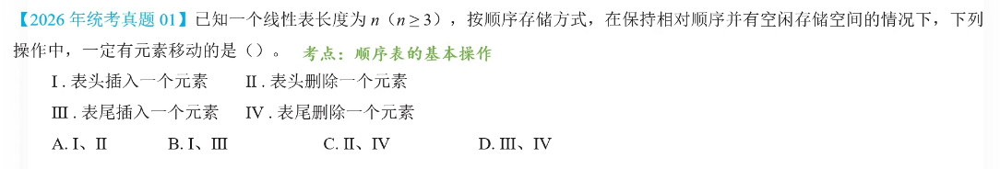 【2026 年统考真题 01】已知一个线性表长度为 n（n ≥ 3），按顺序存储方式，在保持相对顺序并有空闲存储空间的情况下，下列
操作中，一定有元素移动的是（）。 考点：顺序表的基本操作
I . 表头插入一个元素 II . 表头删除一个元素
III . 表尾插入一个元素 IV . 表尾删除一个元素
A. I、II B. I、III C. II、IV D. III、IV